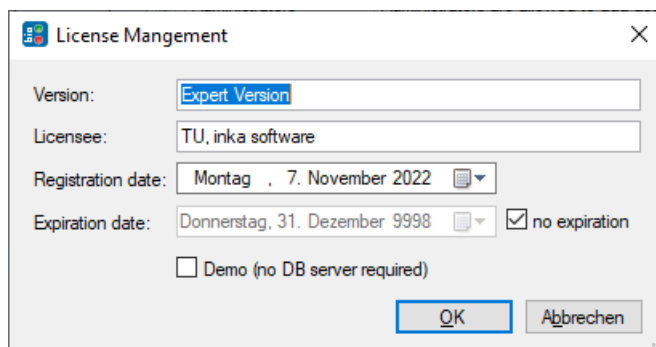 License Mangement
Version: Expert Version
Licensee: TU, inka software
Registration date: Montag , 7. November 2022
Expiration date: Donnerstag, 31. Dezember 9998 no expiration
Demo (no DB server required)
OK Abbrechen